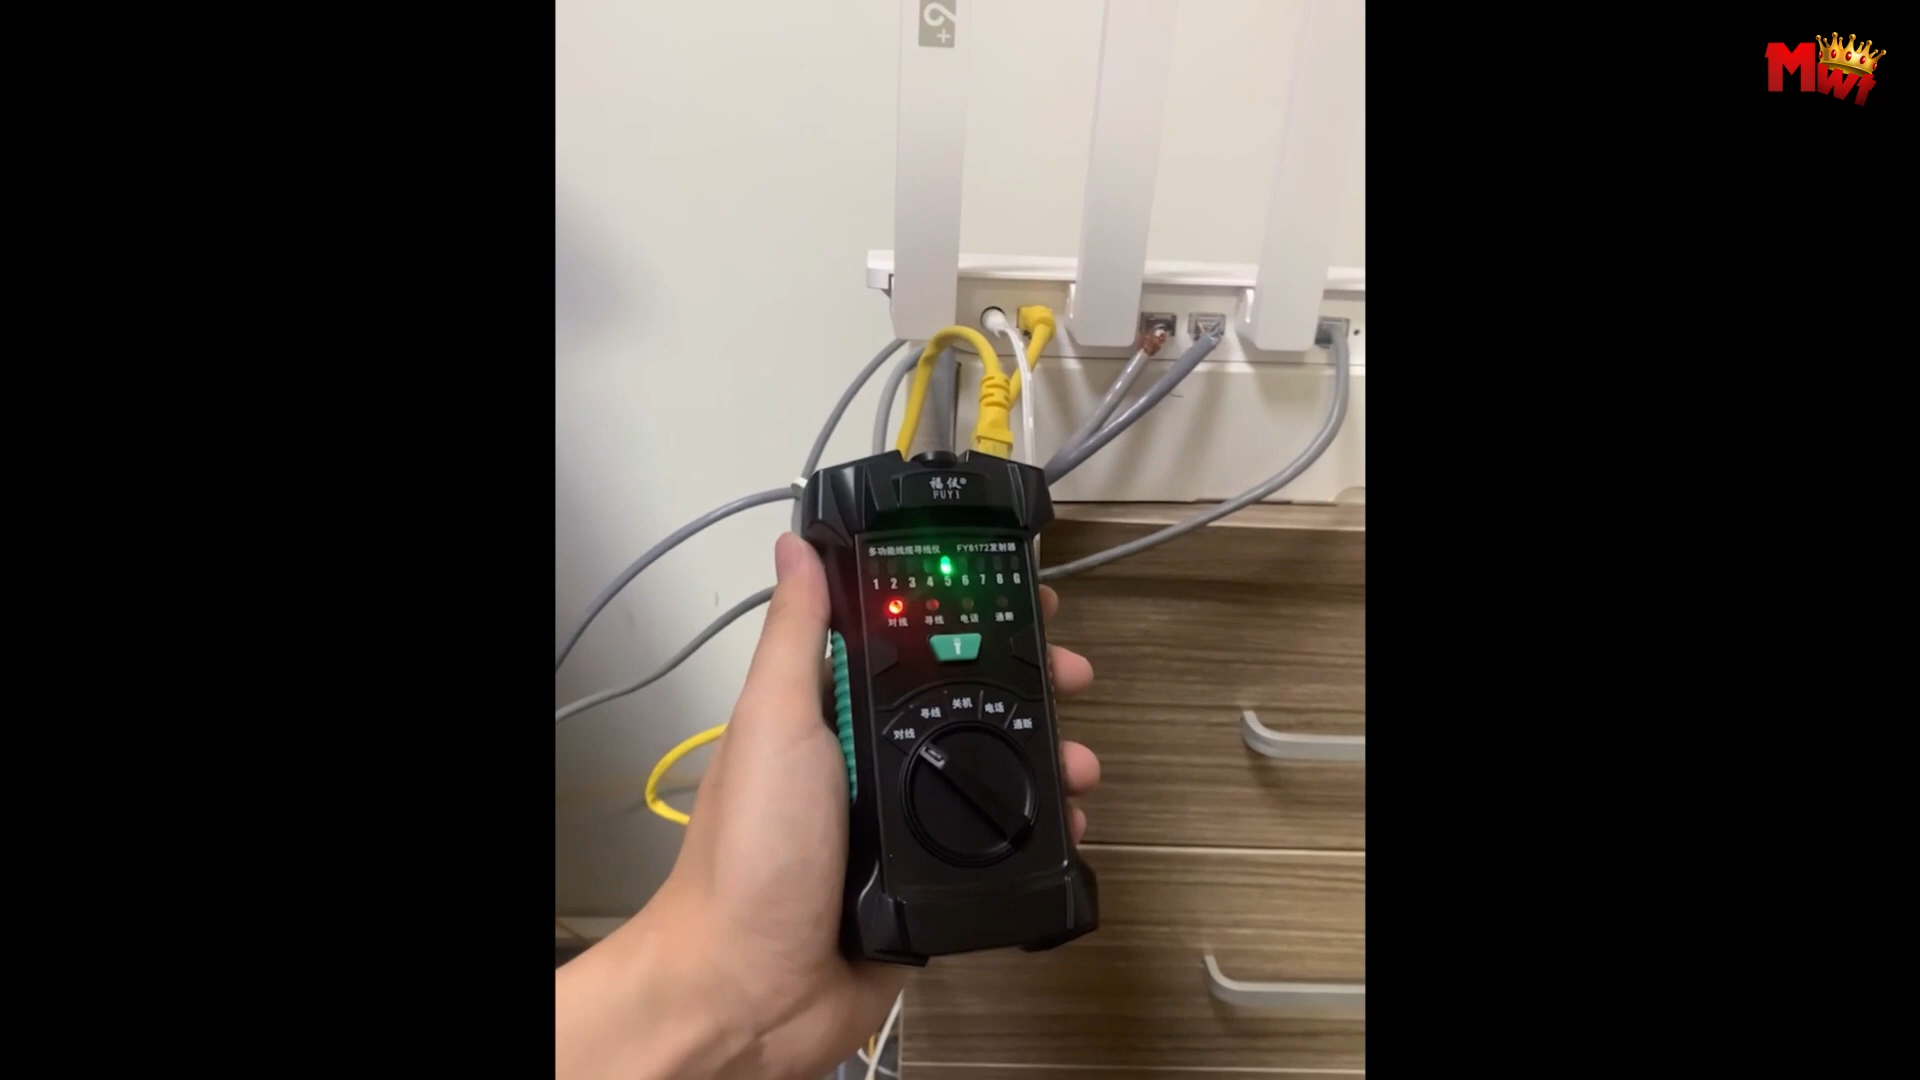 6+
MWT
福仪®
FUYI
多功能线缆寻线仪 FY8172发射器
1 2 3 4 5 6 7 8 G
对线 寻线 电话 通断
对线 寻线 关机 电话 通断